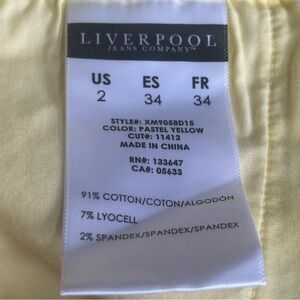 LIVERPOOL
JEANS COMPANY™
US ES FR
2 34 34
STYLE#: XM9058D15
COLOR: PASTEL YELLOW
CUT#: 11412
MADE IN CHINA
RN#: 133647
CA#: 05633
91% COTTON/COTON/ALGODÓN
7% LYOCELL
2% SPANDEX/SPANDEX/SPANDEX